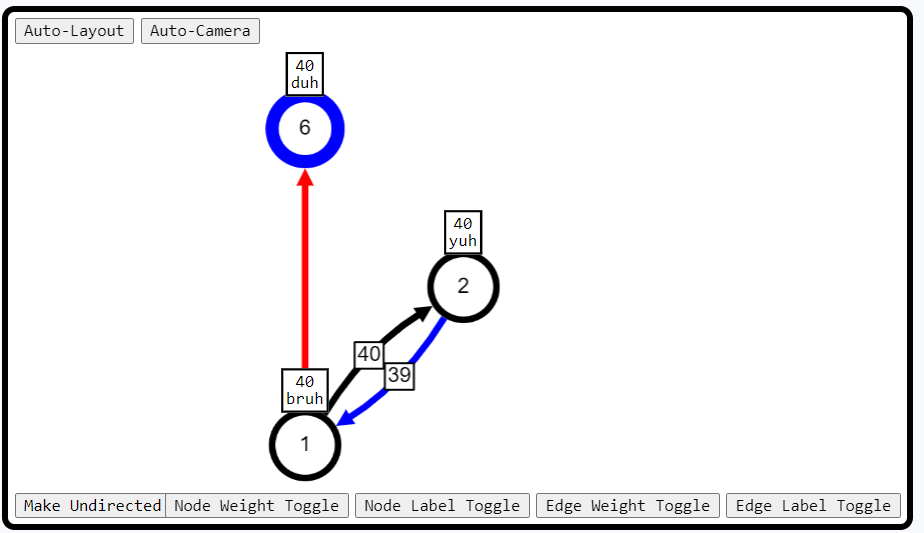 Auto-Layout Auto-Camera
40
duh
6
40
yuh
2
40
39
40
bruh
1
Make Undirected Node Weight Toggle Node Label Toggle Edge Weight Toggle Edge Label Toggle